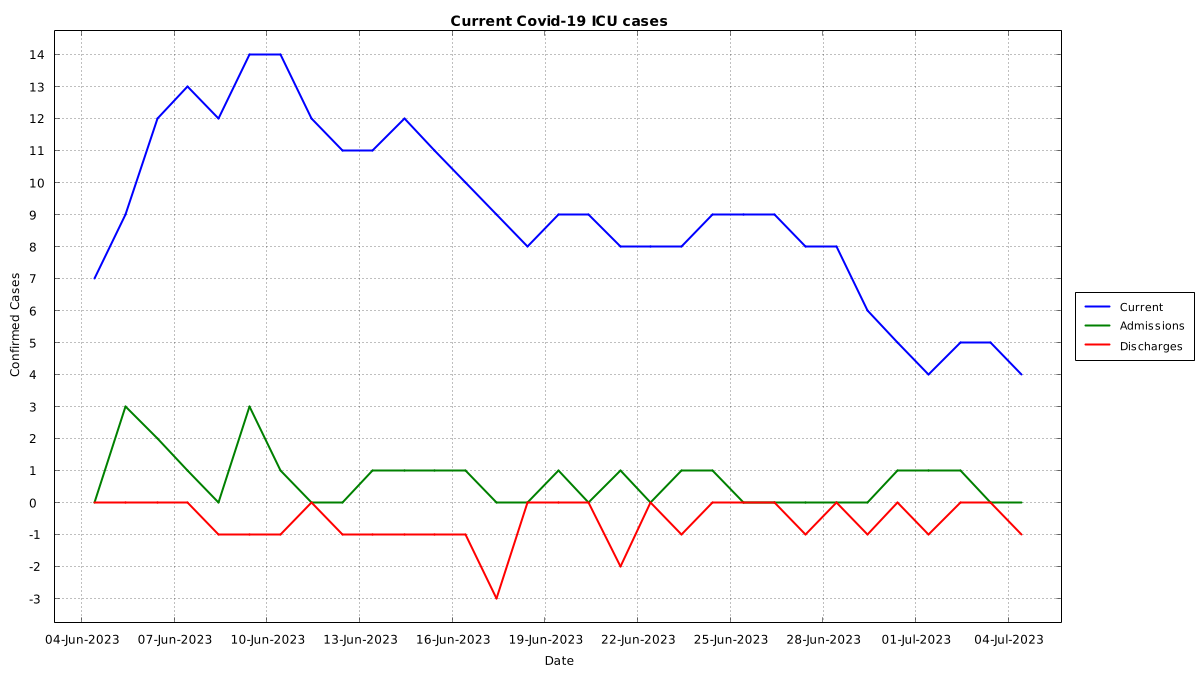 Current Covid-19 ICU cases
14
13
12
11
10
9
8
7
6
5
4
3
2
1
0
-1
-2
-3
Confirmed Cases
04-Jun-2023 07-Jun-2023 10-Jun-2023 13-Jun-2023 16-Jun-2023 19-Jun-2023 22-Jun-2023 25-Jun-2023 28-Jun-2023 01-Jul-2023 04-Jul-2023
Date
Current
Admissions
Discharges